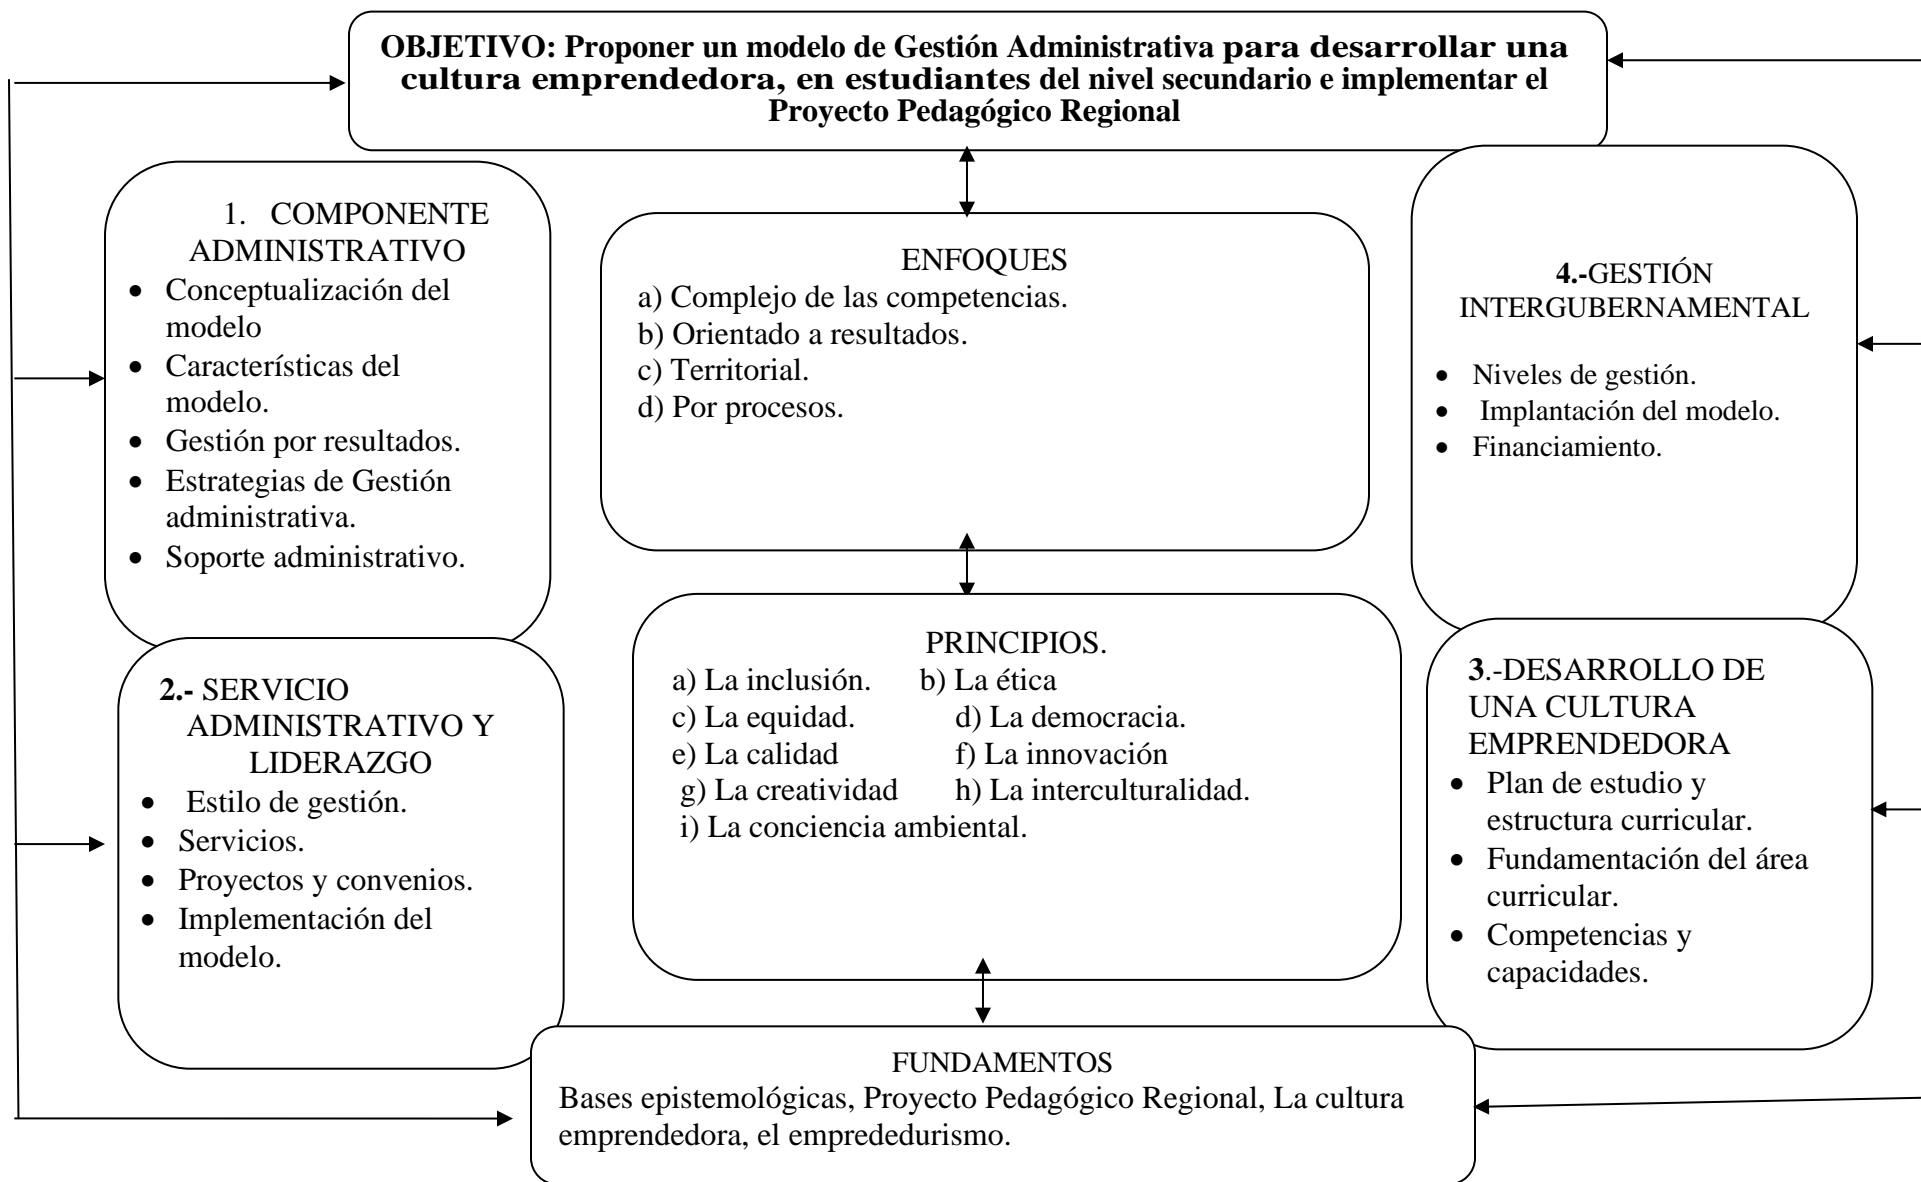 OBJETIVO: Proponer un modelo de Gestión Administrativa para desarrollar una
cultura emprendedora, en estudiantes del nivel secundario e implementar el
Proyecto Pedagógico Regional
1. COMPONENTE
ADMINISTRATIVO
• Conceptualización del
modelo
• Características del
modelo.
• Gestión por resultados.
• Estrategias de Gestión
administrativa.
• Soporte administrativo.
2.- SERVICIO
ADMINISTRATIVO Y
LIDERAZGO
• Estilo de gestión.
• Servicios.
• Proyectos y convenios.
• Implementación del
modelo.
ENFOQUES
a) Complejo de las competencias.
b) Orientado a resultados.
c) Territorial.
d) Por procesos.
PRINCIPIOS.
a) La inclusión. b) La ética
c) La equidad. d) La democracia.
e) La calidad f) La innovación
g) La creatividad h) La interculturalidad.
i) La conciencia ambiental.
4.-GESTIÓN
INTERGUBERNAMENTAL
• Niveles de gestión.
• Implantación del modelo.
• Financiamiento.
3.-DESARROLLO DE
UNA CULTURA
EMPRENDEDORA
• Plan de estudio y
estructura curricular.
• Fundamentación del área
curricular.
• Competencias y
capacidades.
FUNDAMENTOS
Bases epistemológicas, Proyecto Pedagógico Regional, La cultura
emprendedora, el empredeudrismo.